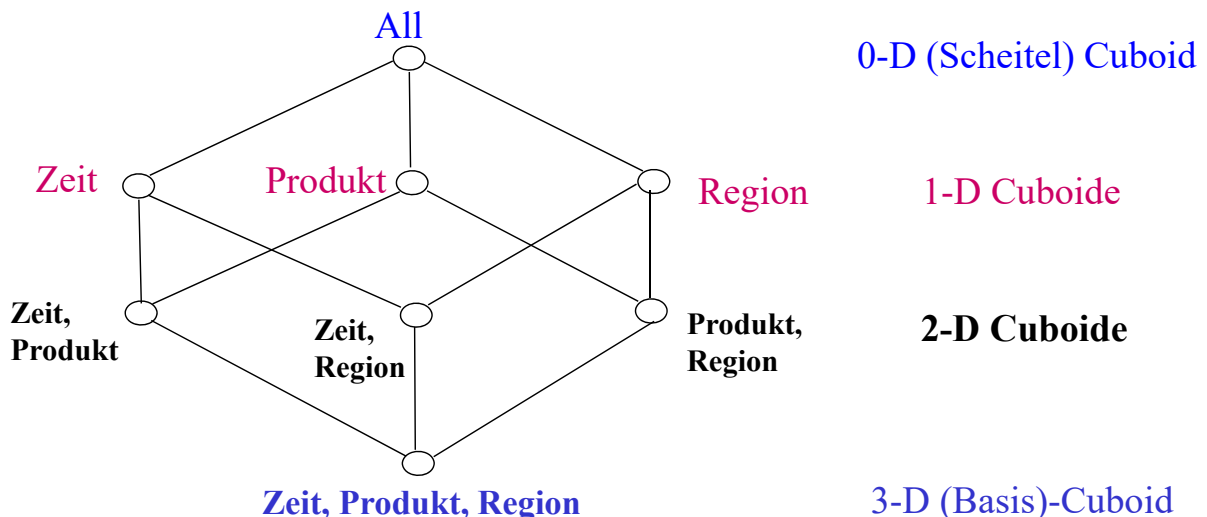 All
0-D (Scheitel) Cuboid
Zeit
Produkt
Region
1-D Cuboide
Zeit,
Produkt
Zeit,
Region
Produkt,
Region
2-D Cuboide
Zeit, Produkt, Region
3-D (Basis)-Cuboid